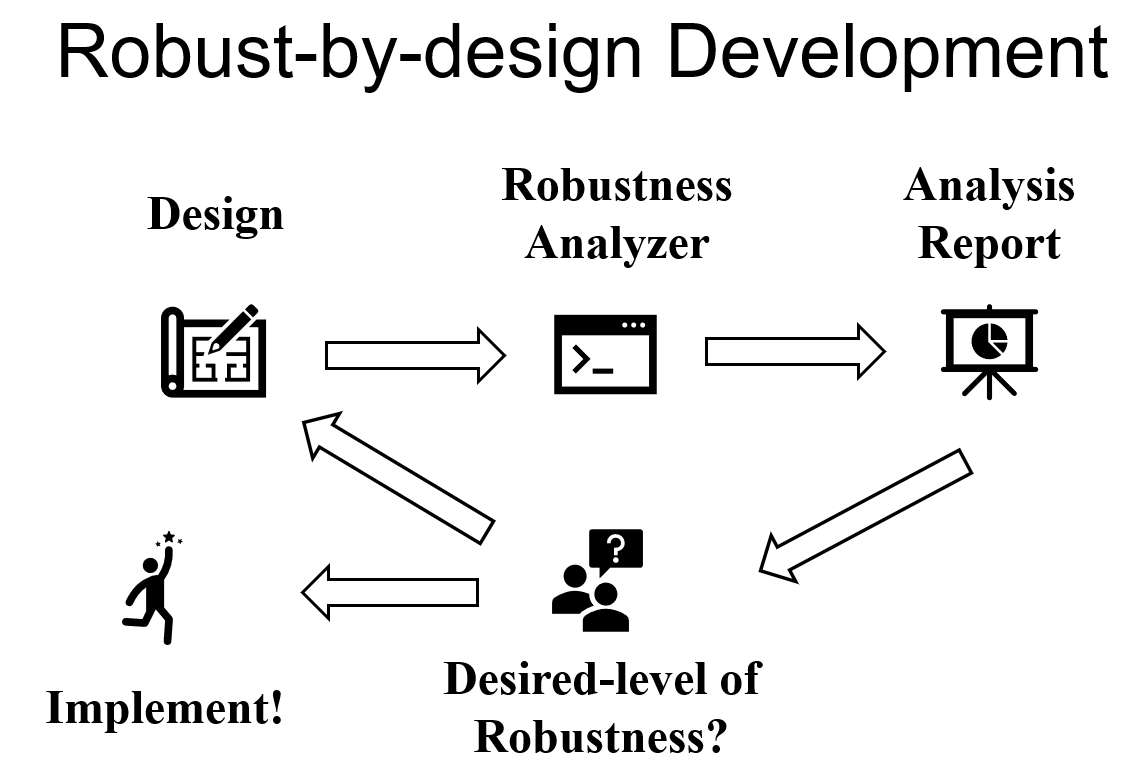 Robust-by-design Development
Design
Robustness
Analyzer
Analysis
Report
>_
?
Implement!
Desired-level of
Robustness?